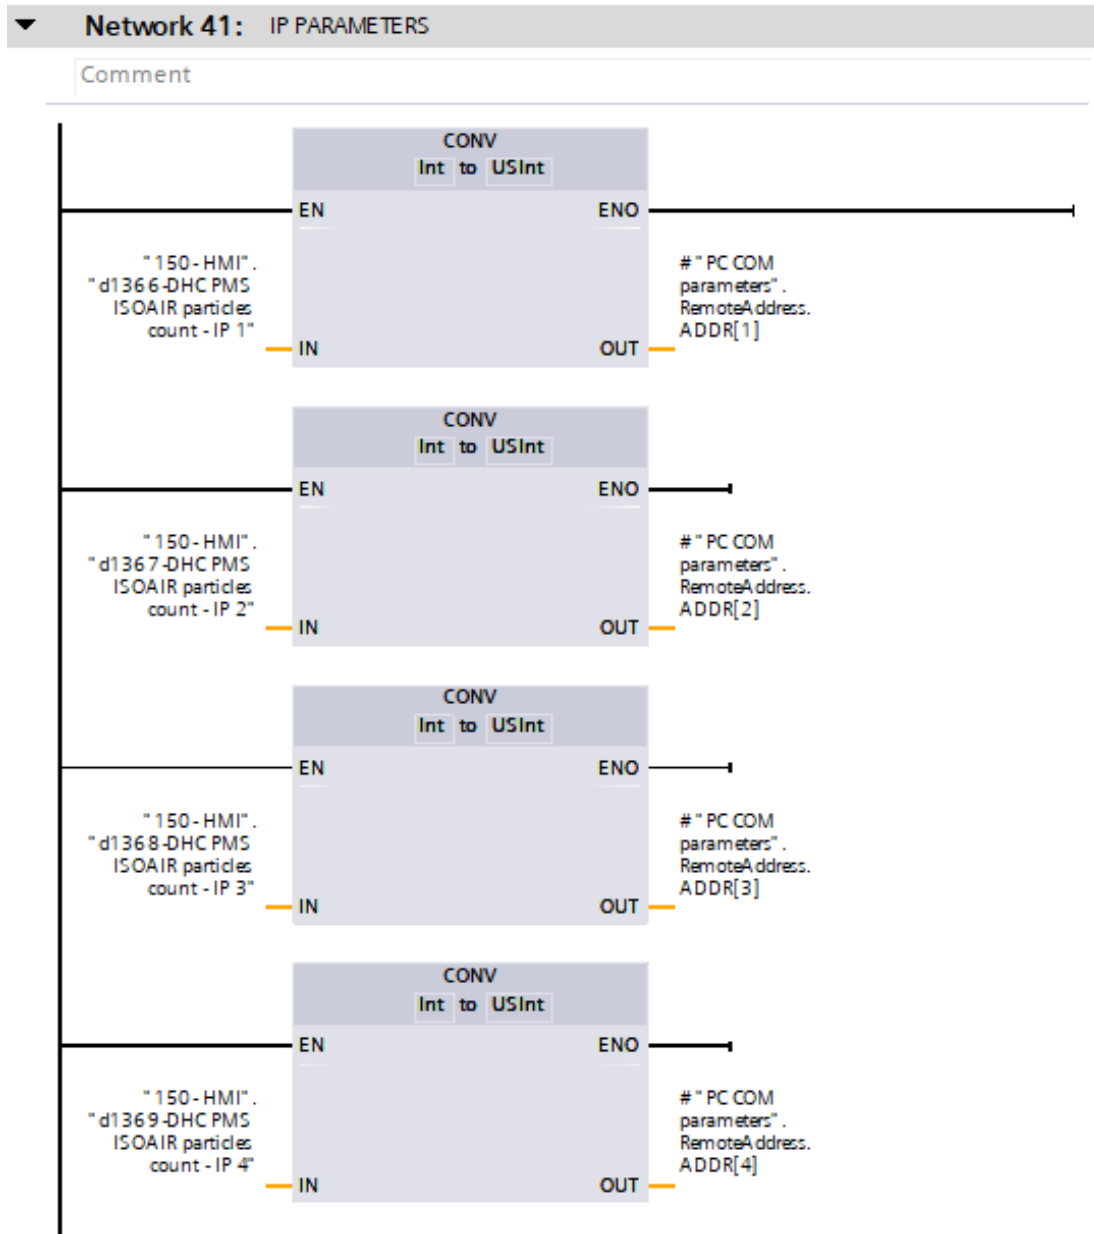 Network 41: IP PARAMETERS
Comment
CONV
Int to USInt
EN ENO
"150-HMI".
"d1366-DHC PMS
ISOAIR particles
count - IP 1"
IN
#"PC COM
parameters".
RemoteAddress.
ADDR[1]
OUT
CONV
Int to USInt
EN ENO
"150-HMI".
"d1367-DHC PMS
ISOAIR particles
count - IP 2"
IN
#"PC COM
parameters".
RemoteAddress.
ADDR[2]
OUT
CONV
Int to USInt
EN ENO
"150-HMI".
"d1368-DHC PMS
ISOAIR particles
count - IP 3"
IN
#"PC COM
parameters".
RemoteAddress.
ADDR[3]
OUT
CONV
Int to USInt
EN ENO
"150-HMI".
"d1369-DHC PMS
ISOAIR particles
count - IP 4"
IN
#"PC COM
parameters".
RemoteAddress.
ADDR[4]
OUT